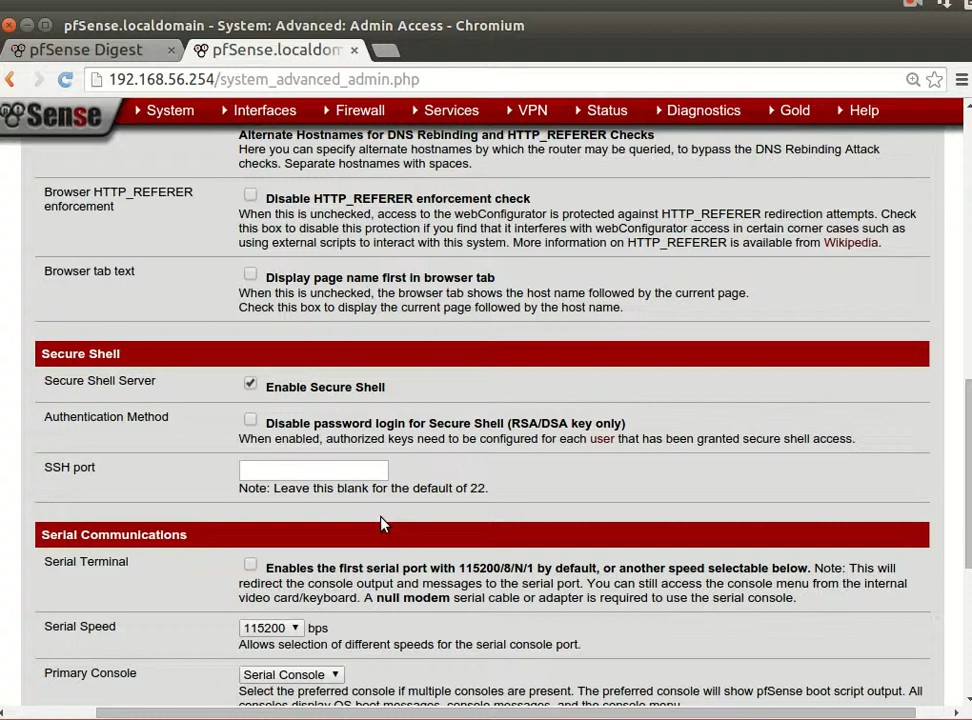 pfSense.localdomain - System: Advanced: Admin Access - Chromium
pfSense Digest × pfSense.localdom ×
192.168.56.254/system_advanced_admin.php
Sense System Interfaces Firewall Services VPN Status Diagnostics Gold Help
Alternate Hostnames for DNS Rebinding and HTTP_REFERER Checks
Here you can specify alternate hostnames by which the router may be queried, to bypass the DNS Rebinding Attack
checks. Separate hostnames with spaces.
Browser HTTP_REFERER
enforcement
Disable HTTP_REFERER enforcement check
When this is unchecked, access to the webConfigurator is protected against HTTP_REFERER redirection attempts. Check
this box to disable this protection if you find that it interferes with webConfigurator access in certain corner cases such as
using external scripts to interact with this system. More information on HTTP_REFERER is available from Wikipedia.
Browser tab text
Display page name first in browser tab
When this is unchecked, the browser tab shows the host name followed by the current page.
Check this box to display the current page followed by the host name.
Secure Shell
Secure Shell Server
Enable Secure Shell
Authentication Method
Disable password login for Secure Shell (RSA/DSA key only)
When enabled, authorized keys need to be configured for each user that has been granted secure shell access.
SSH port
Note: Leave this blank for the default of 22.
Serial Communications
Serial Terminal
Enables the first serial port with 115200/8/N/1 by default, or another speed selectable below. Note: This will
redirect the console output and messages to the serial port. You can still access the console menu from the internal
video card/keyboard. A null modem serial cable or adapter is required to use the serial console.
Serial Speed
115200 bps
Allows selection of different speeds for the serial console port.
Primary Console
Serial Console
Select the preferred console if multiple consoles are present. The preferred console will show pfSense boot script output. All
consoles display OS boot messages, console messages, and the console menu.